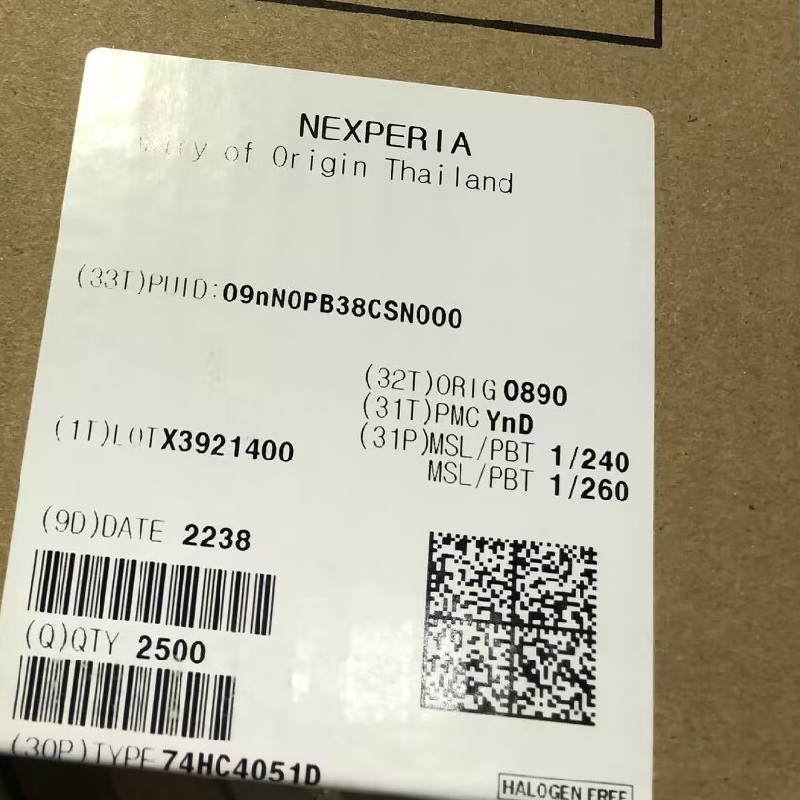 NEXPERIA
of Origin Thailand
(33T)PUID:09nN0PB38CSN000
(32T)ORIG 0890
(31T)PMC YnD
(1T)LOT X3921400
(31P)MSL/PBT 1/240
MSL/PBT 1/260
(9D)DATE 2238
(Q)QTY 2500
(30P)TYPE 74HC4051D
HALOGEN FREE